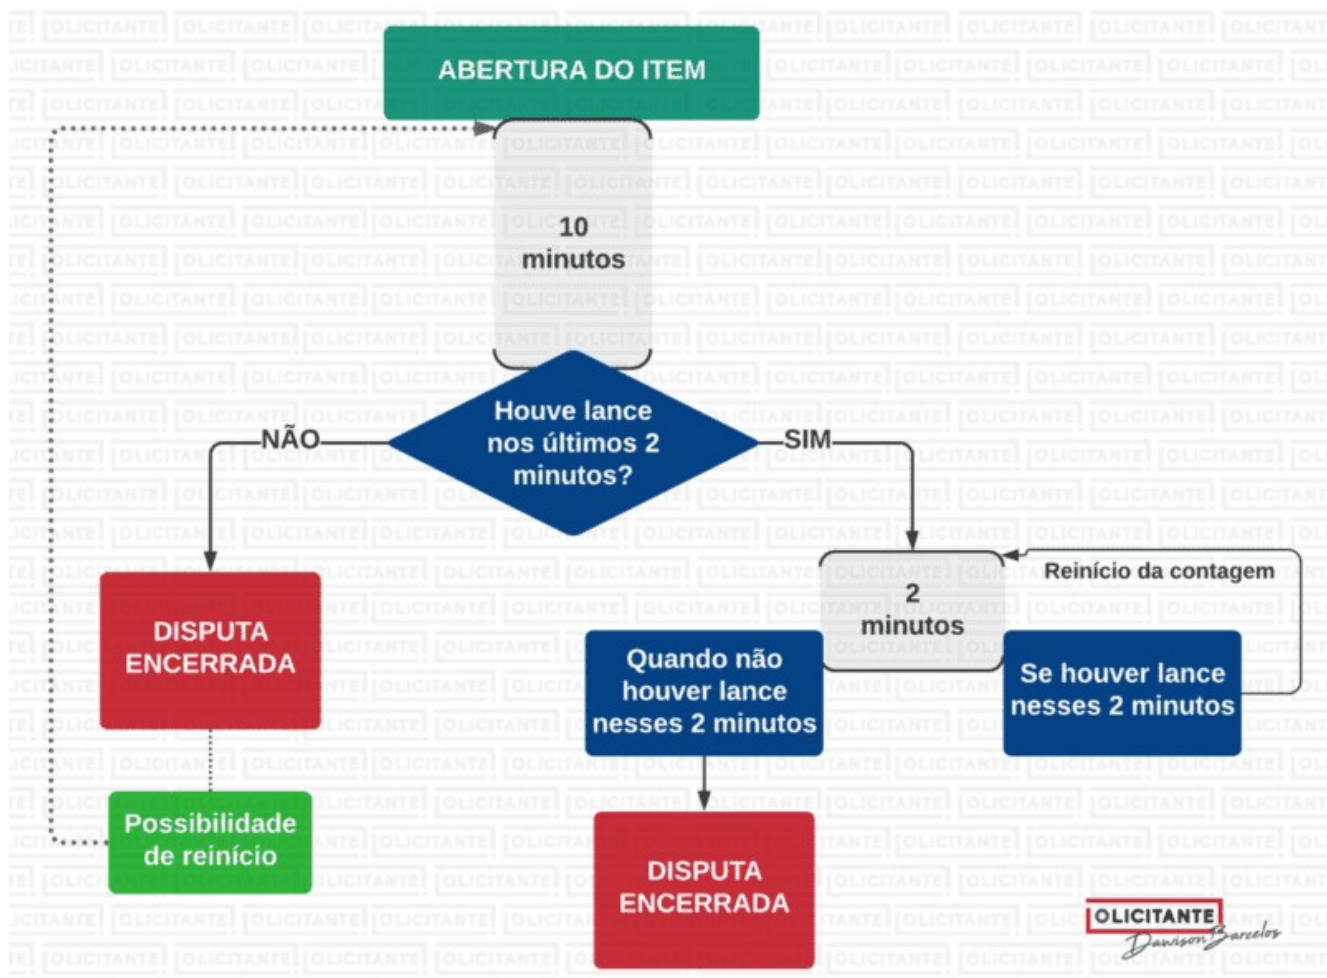 ABERTURA DO ITEM
10
minutos
Houve lance
nos últimos 2
minutos?
NÃO
SIM
DISPUTA
ENCERRADA
Possibilidade
de reinício
2
minutos
Reinício da contagem
Quando não
houver lance
nesses 2 minutos
Se houver lance
nesses 2 minutos
DISPUTA
ENCERRADA
OLICITANTE
Dawison Barcelos